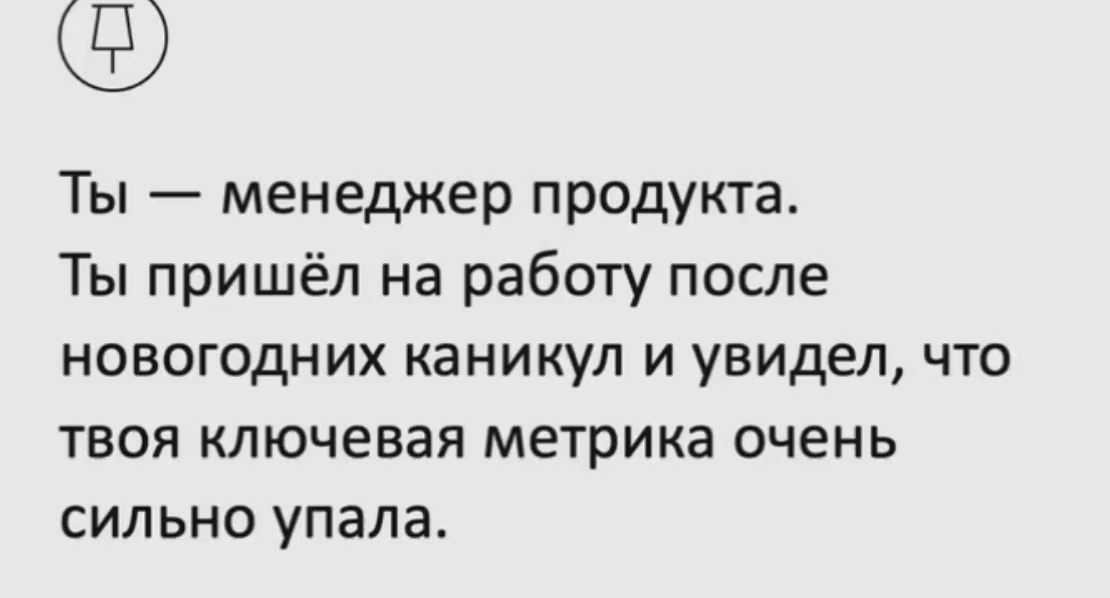 Ты — менеджер продукта.
Ты пришёл на работу после
новогодних каникул и увидел, что
твоя ключевая метрика очень
сильно упала.